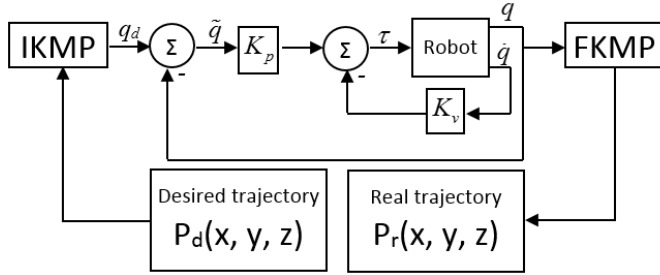 IKMP
q_d
Σ
-
q̃
K_p
Σ
-
τ
Robot
q
q̇
K_v
FKMP
Desired trajectory
P_d(x, y, z)
Real trajectory
P_r(x, y, z)